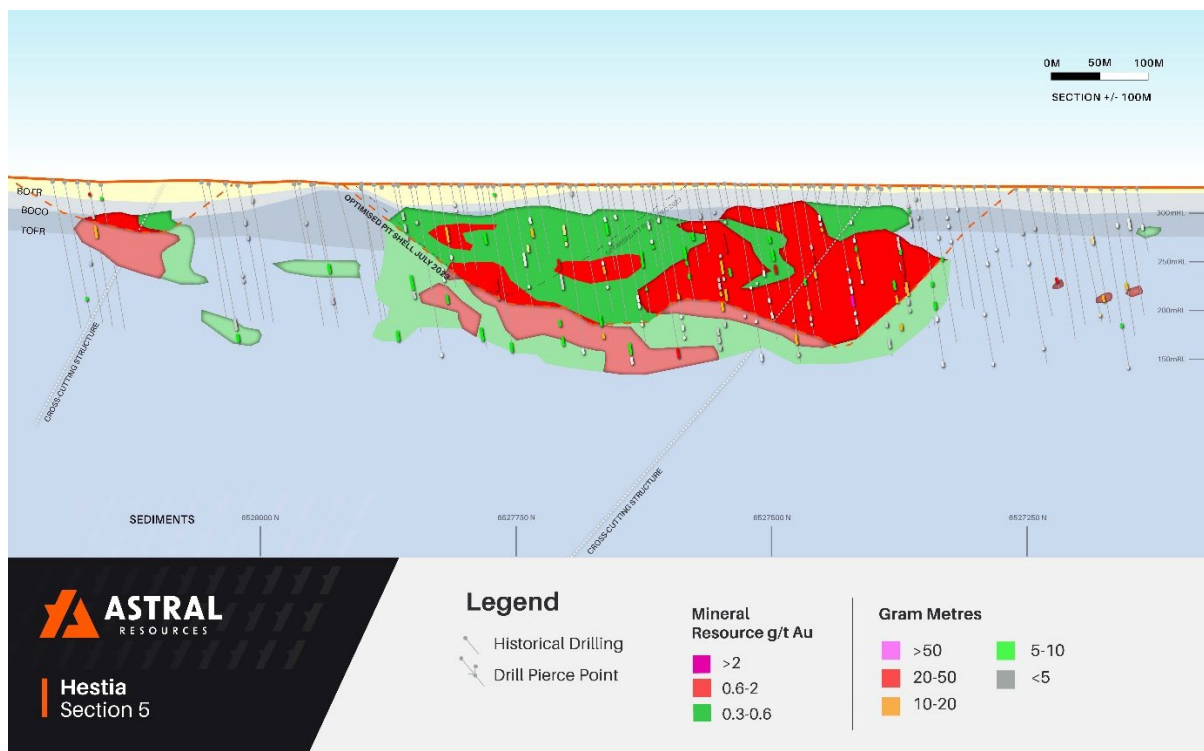 0M 50M 100M
SECTION +/- 100M
BOTR
BOCO
TOFR
300mRL
250mRL
200mRL
150mRL
OPTIMISED PIT SHELL JULY 2023
CROSS-CUTTING STRUCTURE
CROSS-CUTTING STRUCTURE
SEDIMENTS
6528000 N
6527750 N
6527500 N
6527250 N
ASTRAL
RESOURCES
Hestia
Section 5
Legend
Historical Drilling
Drill Pierce Point
Mineral
Resource g/t Au
>2
0.6-2
0.3-0.6
Gram Metres
>50
20-50
10-20
5-10
<5